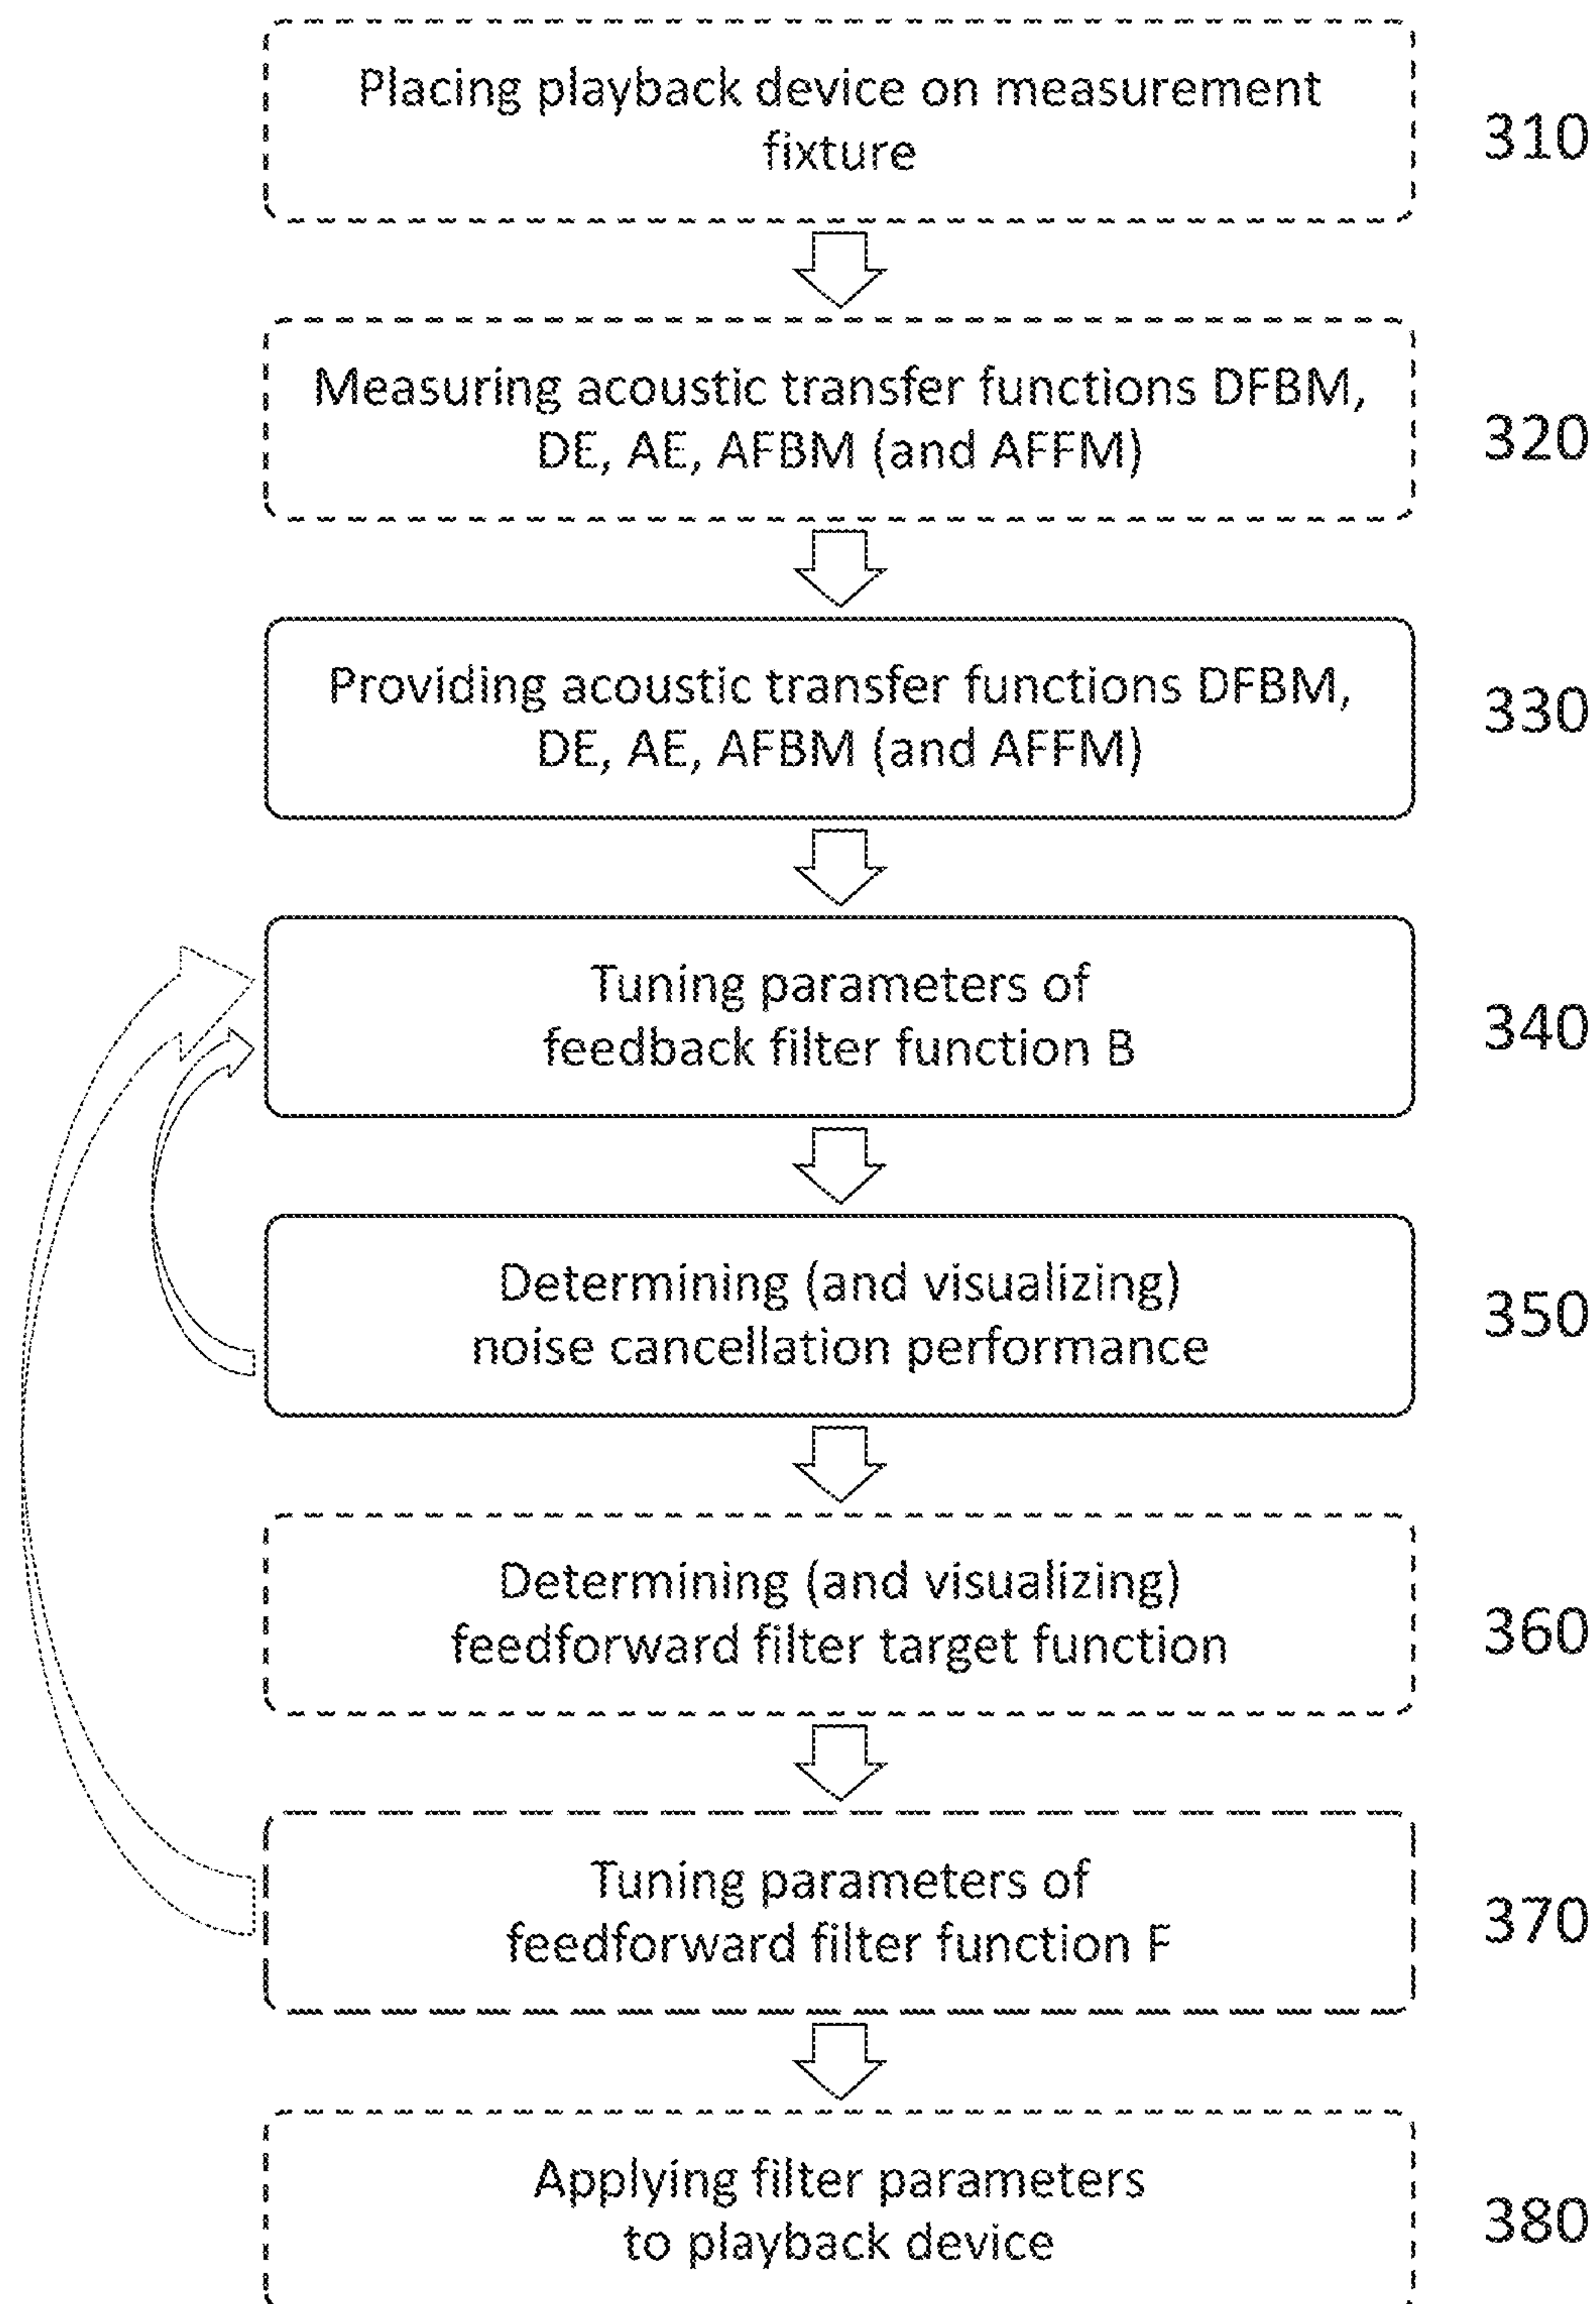 Placing playback device on measurement
fixture
310
Measuring acoustic transfer functions DFBM,
DE, AE, AFBM (and AFFM)
320
Providing acoustic transfer functions DFBM,
DE, AE, AFBM (and AFFM)
330
Tuning parameters of
feedback filter function B
340
Determining (and visualizing)
noise cancellation performance
350
Determining (and visualizing)
feedforward filter target function
360
Tuning parameters of
feedforward filter function F
370
Applying filter parameters
to playback device
380